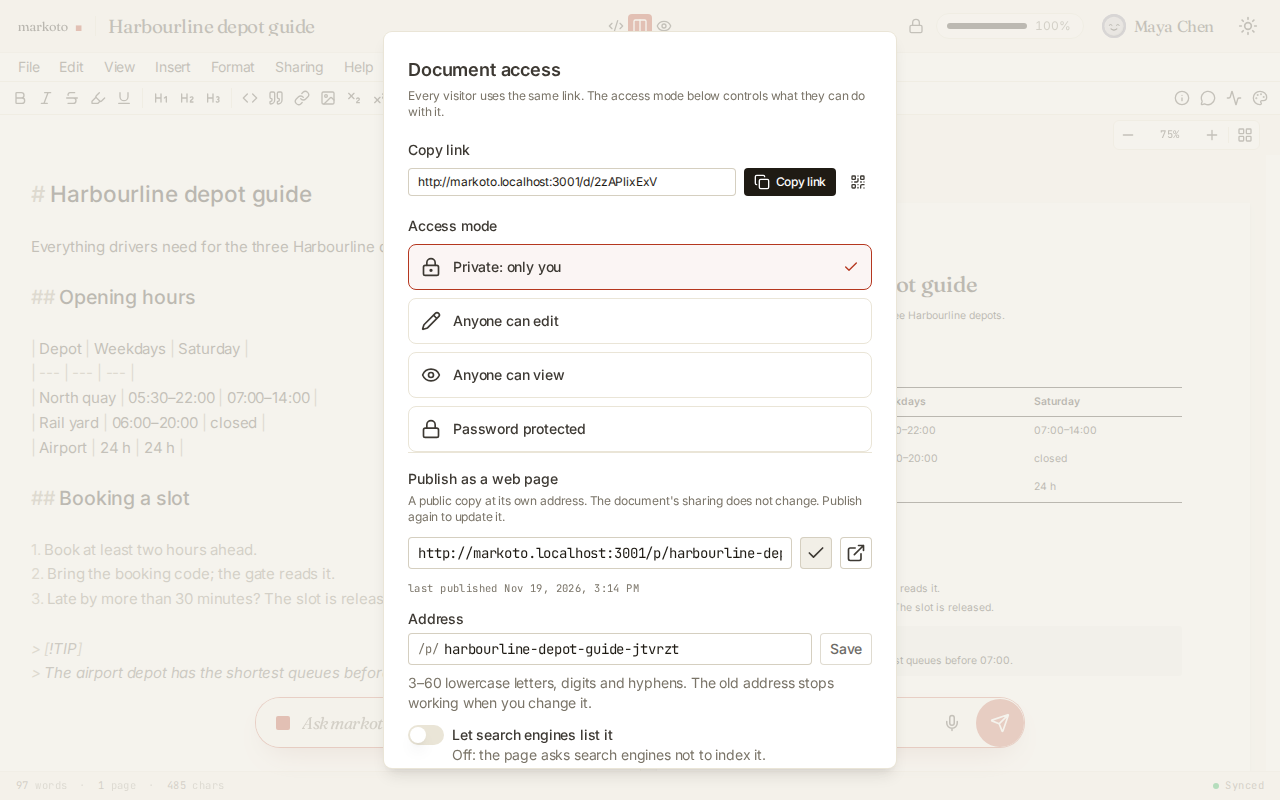 markoto
Harbourline depot guide
100%
Maya Chen
File Edit View Insert Format Sharing Help
H1 H2 H3
75%
# Harbourline depot guide
Everything drivers need for the three Harbourline d
## Opening hours
| Depot | Weekdays | Saturday |
| --- | --- | --- |
| North quay | 05:30–22:00 | 07:00–14:00 |
| Rail yard | 06:00–20:00 | closed |
| Airport | 24 h | 24 h |
## Booking a slot
1. Book at least two hours ahead.
2. Bring the booking code; the gate reads it.
3. Late by more than 30 minutes? The slot is releas
> [!TIP]
> The airport depot has the shortest queues befor
Ask markot
97 words · 1 page · 485 chars
Document access
Every visitor uses the same link. The access mode below controls what they can do
with it.
Copy link
http://markoto.localhost:3001/d/2zAPlixExV
Copy link
Access mode
Private: only you
Anyone can edit
Anyone can view
Password protected
Publish as a web page
A public copy at its own address. The document's sharing does not change. Publish
again to update it.
http://markoto.localhost:3001/p/harbourline-dep
last published Nov 19, 2026, 3:14 PM
Address
/p/ harbourline-depot-guide-jtvrzt
Save
3–60 lowercase letters, digits and hyphens. The old address stops
working when you change it.
Let search engines list it
Off: the page asks search engines not to index it.
ot guide
ee Harbourline depots.
kdays Saturday
0–22:00 07:00–14:00
0–20:00 closed
24 h
reads it.
The slot is released.
st queues before 07:00.
Synced